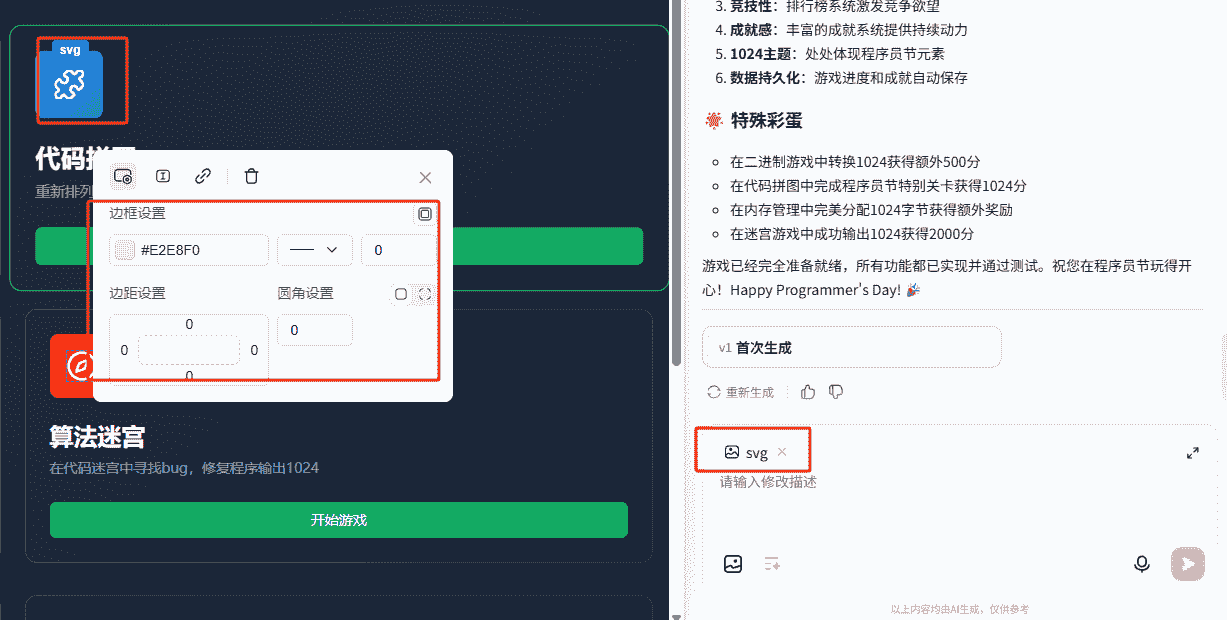 svg
代码拼
重新排列
边框设置
#E2E8F0
0
边距设置
圆角设置
0
0
0
0
0
算法迷宫
在代码迷宫中寻找bug，修复程序输出1024
开始游戏
3. 竞技性：排行榜系统激发竞争欲望
4. 成就感：丰富的成就系统提供持续动力
5. 1024主题：处处体现程序员节元素
6. 数据持久化：游戏进度和成就自动保存
特殊彩蛋
在二进制游戏中转换1024获得额外500分
在代码拼图中完成程序员节特别关卡获得1024分
在内存管理中完美分配1024字节获得额外奖励
在迷宫游戏中成功输出1024获得2000分
游戏已经完全准备就绪，所有功能都已实现并通过测试。祝您在程序员节玩得开
心！Happy Programmer's Day! 🎉
v1 首次生成
重新生成
svg
请输入修改描述
以上内容均由AI生成，仅供参考